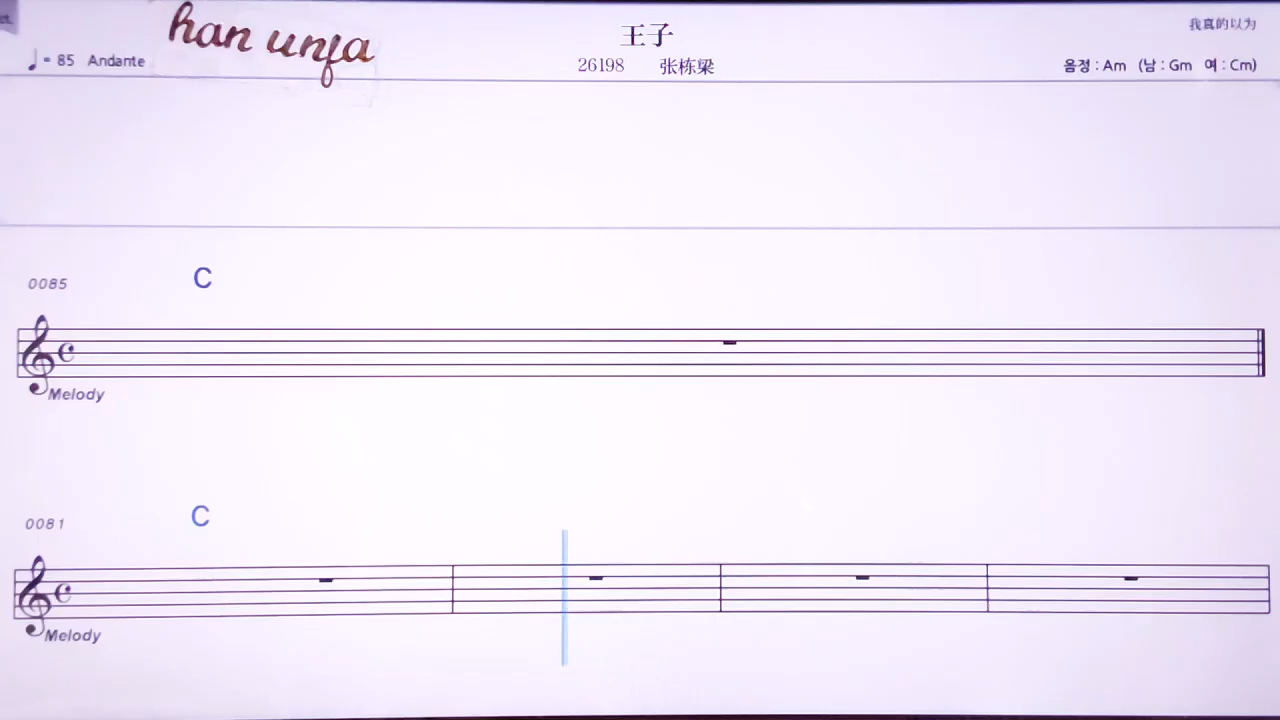 han unfa
王子
我真的以为
♩= 85 Andante
26198 张栋梁
음정 : Am (남 : Gm 여 : Cm)
0085 C
Melody
0081 C
Melody